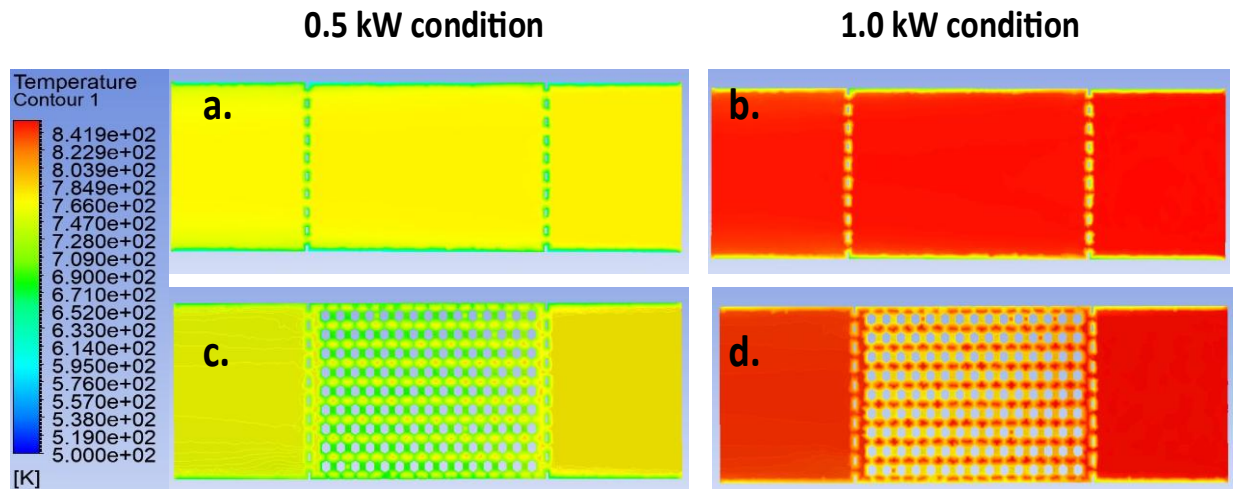 0.5 kW condition
1.0 kW condition
Temperature
Contour 1
8.419e+02
8.229e+02
8.039e+02
7.849e+02
7.660e+02
7.470e+02
7.280e+02
7.090e+02
6.900e+02
6.710e+02
6.520e+02
6.330e+02
6.140e+02
5.950e+02
5.760e+02
5.570e+02
5.380e+02
5.190e+02
5.000e+02
[K]
a.
b.
c.
d.